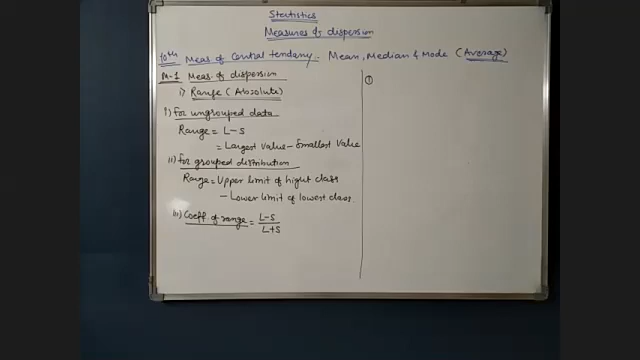 Statistics
Measures of dispersion
10th Meas of Central tendency :- Mean, Median & Mode (Average)
M-1 Meas. of dispersion
i) Range (Absolute)
i) For ungrouped data
Range = L-S
= Largest value - Smallest value
ii) For grouped distribution
Range = Upper limit of hight class
- Lower limit of lowest class.
iii) Coeff of range = L-S / L+S
①